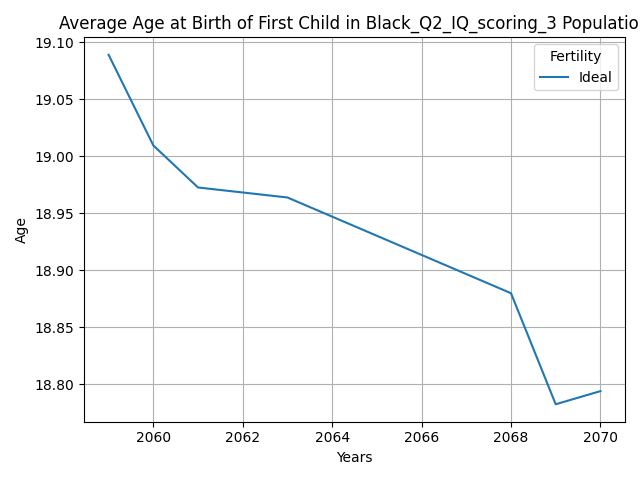 Average Age at Birth of First Child in Black_Q2_IQ_scoring_3 Populatio
19.10
19.05
19.00
18.95
18.90
18.85
18.80
Age
Fertility
Ideal
2060 2062 2064 2066 2068 2070
Years